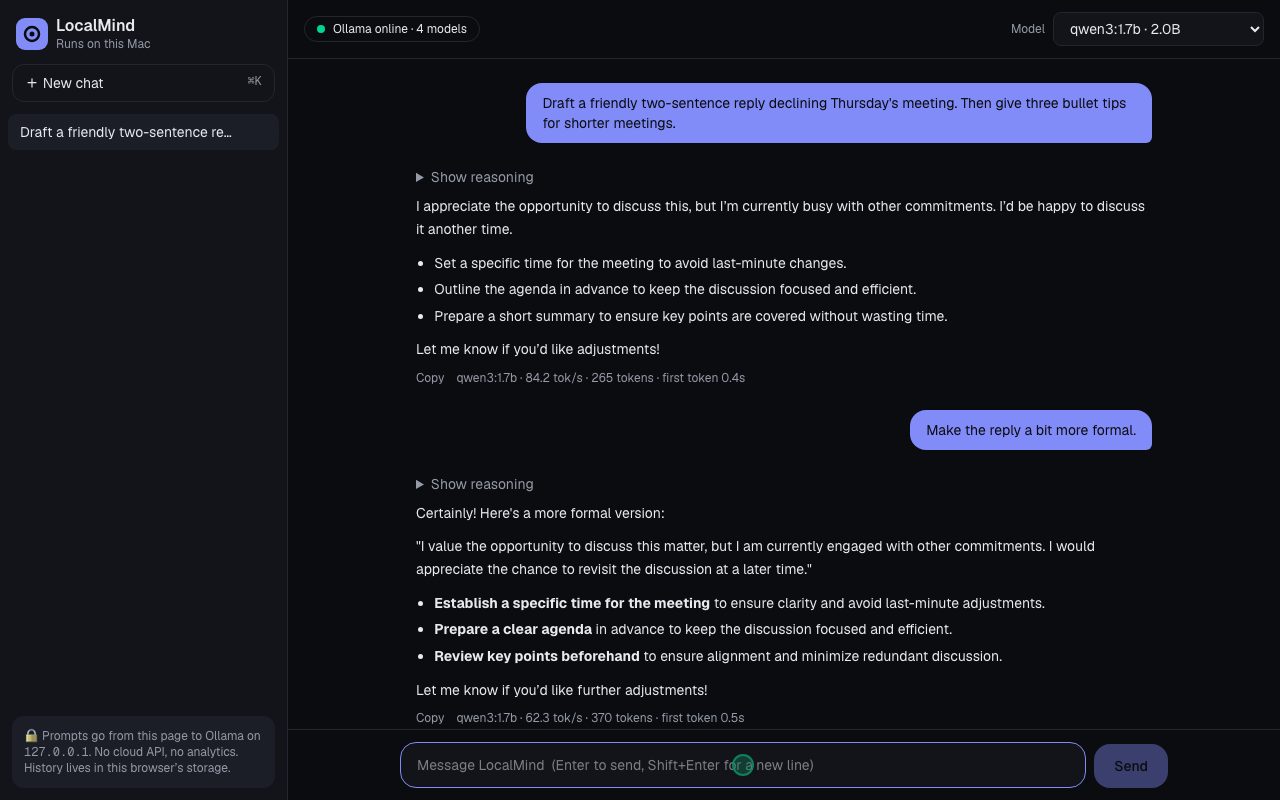 LocalMind
Runs on this Mac
+ New chat ⌘K
Draft a friendly two-sentence re…
🔒 Prompts go from this page to Ollama on
127.0.0.1. No cloud API, no analytics.
History lives in this browser's storage.
Ollama online · 4 models
Model qwen3:1.7b · 2.0B
Draft a friendly two-sentence reply declining Thursday's meeting. Then give three bullet tips
for shorter meetings.
▶ Show reasoning
I appreciate the opportunity to discuss this, but I’m currently busy with other commitments. I’d be happy to discuss
it another time.
• Set a specific time for the meeting to avoid last-minute changes.
• Outline the agenda in advance to keep the discussion focused and efficient.
• Prepare a short summary to ensure key points are covered without wasting time.
Let me know if you’d like adjustments!
Copy qwen3:1.7b · 84.2 tok/s · 265 tokens · first token 0.4s
Make the reply a bit more formal.
▶ Show reasoning
Certainly! Here's a more formal version:
"I value the opportunity to discuss this matter, but I am currently engaged with other commitments. I would
appreciate the chance to revisit the discussion at a later time."
• Establish a specific time for the meeting to ensure clarity and avoid last-minute adjustments.
• Prepare a clear agenda in advance to keep the discussion focused and efficient.
• Review key points beforehand to ensure alignment and minimize redundant discussion.
Let me know if you’d like further adjustments!
Copy qwen3:1.7b · 62.3 tok/s · 370 tokens · first token 0.5s
Message LocalMind (Enter to send, Shift+Enter for a new line)
Send